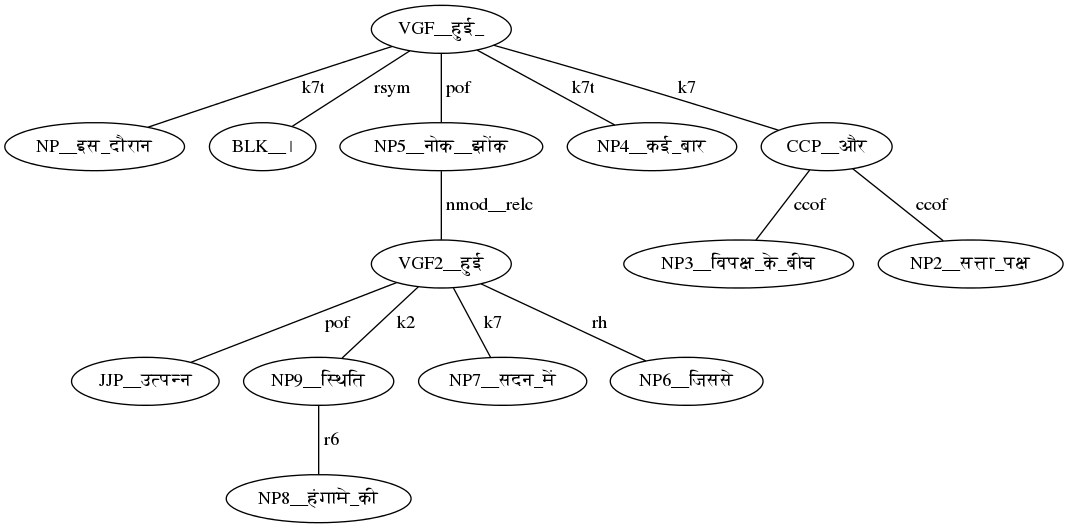 VGF__हुई_
k7t rsym pof k7t k7
NP__इस_दौरान BLK__। NP5__नोक__झोंक NP4__कई_बार CCP__और
nmod__relc ccof ccof
VGF2__हुई NP3__विपक्ष_के_बीच NP2__सत्ता_पक्ष
pof k2 k7 rh
JJP__उत्पन्न NP9__स्थिति NP7__सदन_में NP6__जिससे
r6
NP8__हंगामे_की